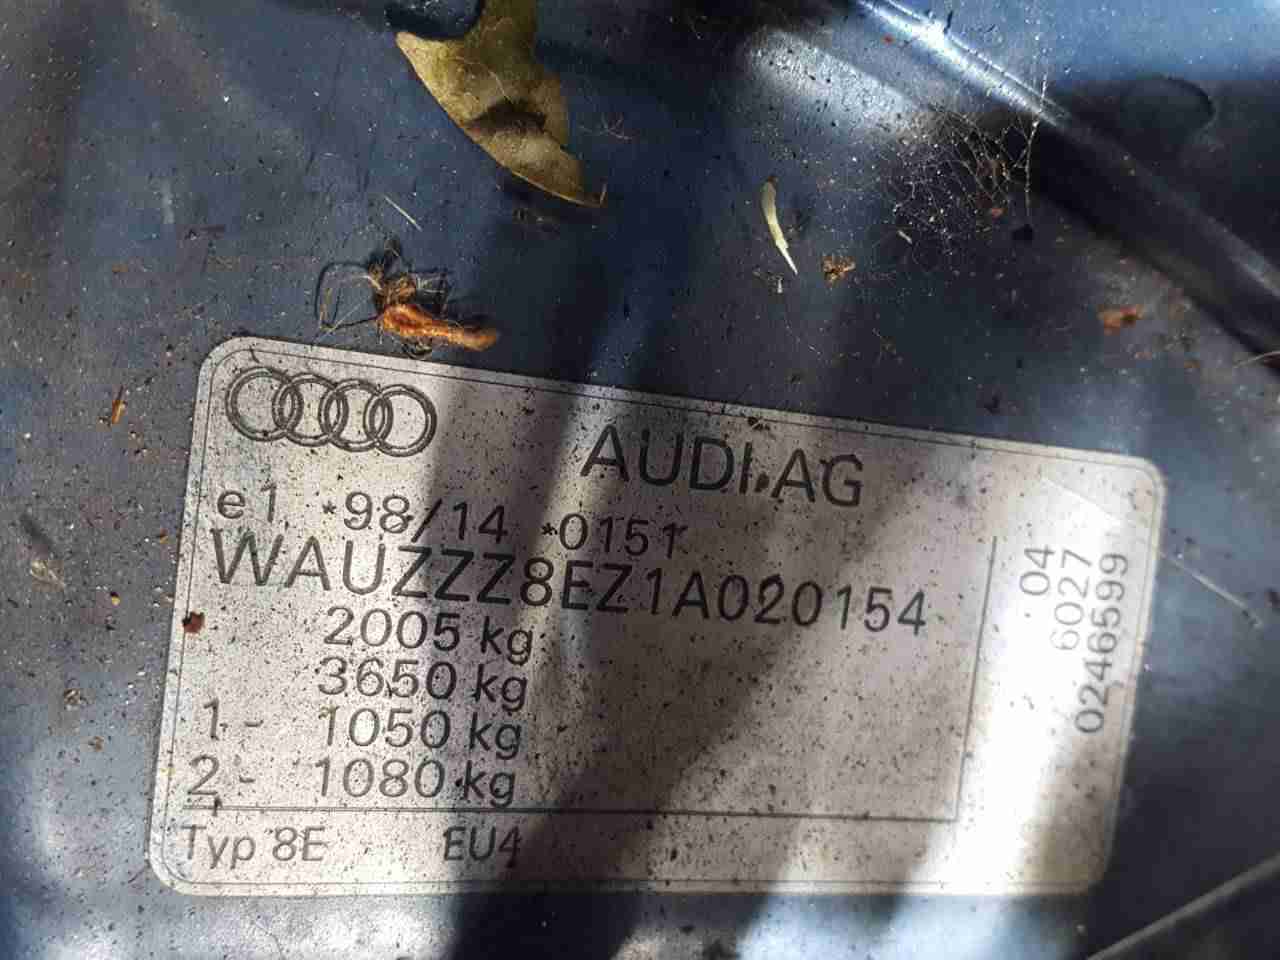 AUDI AG
e1 *98/14 *0151
WAUZZZ8EZ1A020154
2005 kg
3650 kg
1- 1050 kg
2- 1080 kg
Typ 8E EU4
04
6027
0246599